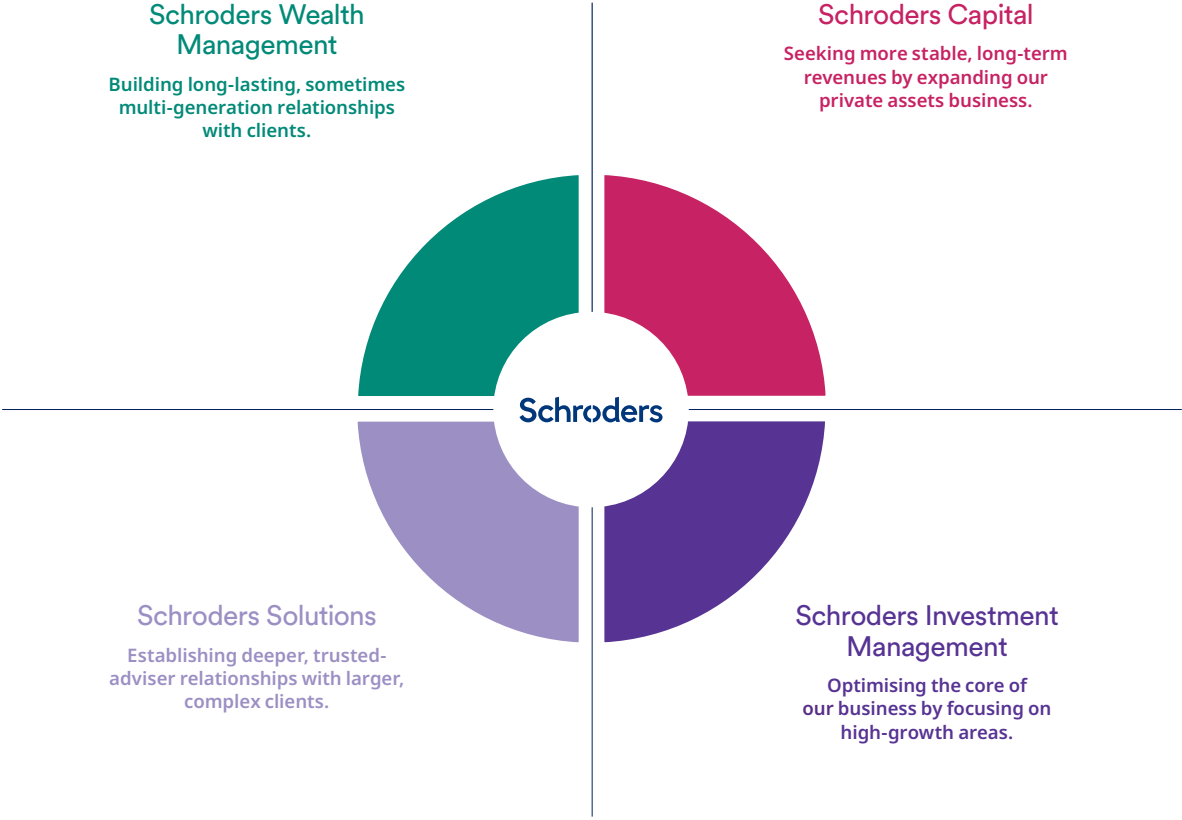 Schroders Wealth
Management
Building long-lasting, sometimes
multi-generation relationships
with clients.
Schroders Capital
Seeking more stable, long-term
revenues by expanding our
private assets business.
Schroders
Schroders Solutions
Establishing deeper, trusted-
adviser relationships with larger,
complex clients.
Schroders Investment
Management
Optimising the core of
our business by focusing on
high-growth areas.